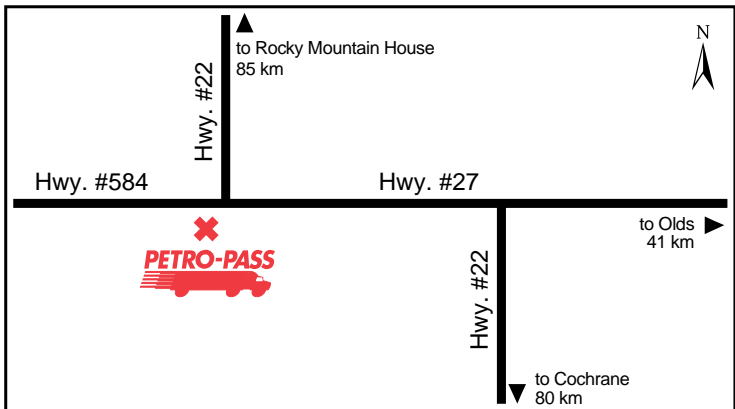 N
to Rocky Mountain House
85 km
Hwy. #22
Hwy. #584
Hwy. #27
to Olds
41 km
PETRO-PASS
Hwy. #22
to Cochrane
80 km